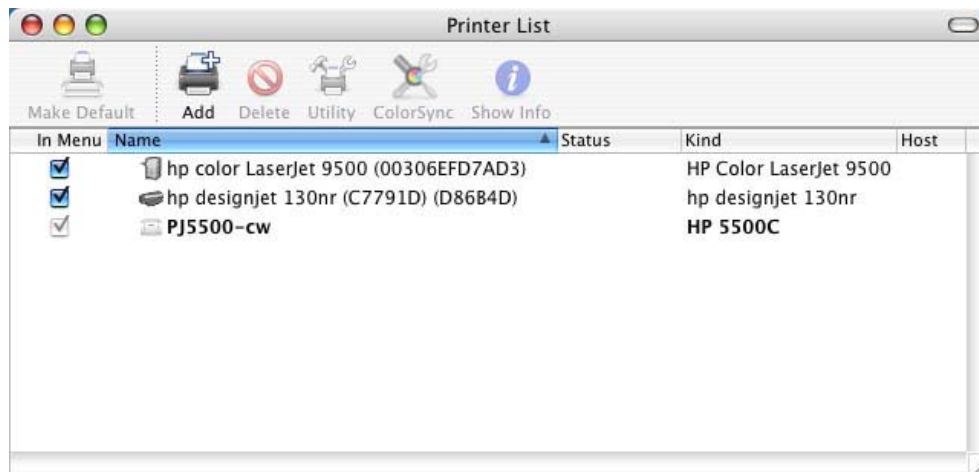 Printer List
Make Default Add Delete Utility ColorSync Show Info
In Menu Name Status Kind Host
hp color LaserJet 9500 (00306EFD7AD3) HP Color LaserJet 9500
hp designjet 130nr (C7791D) (D86B4D) hp designjet 130nr
PJ5500-cw HP 5500C